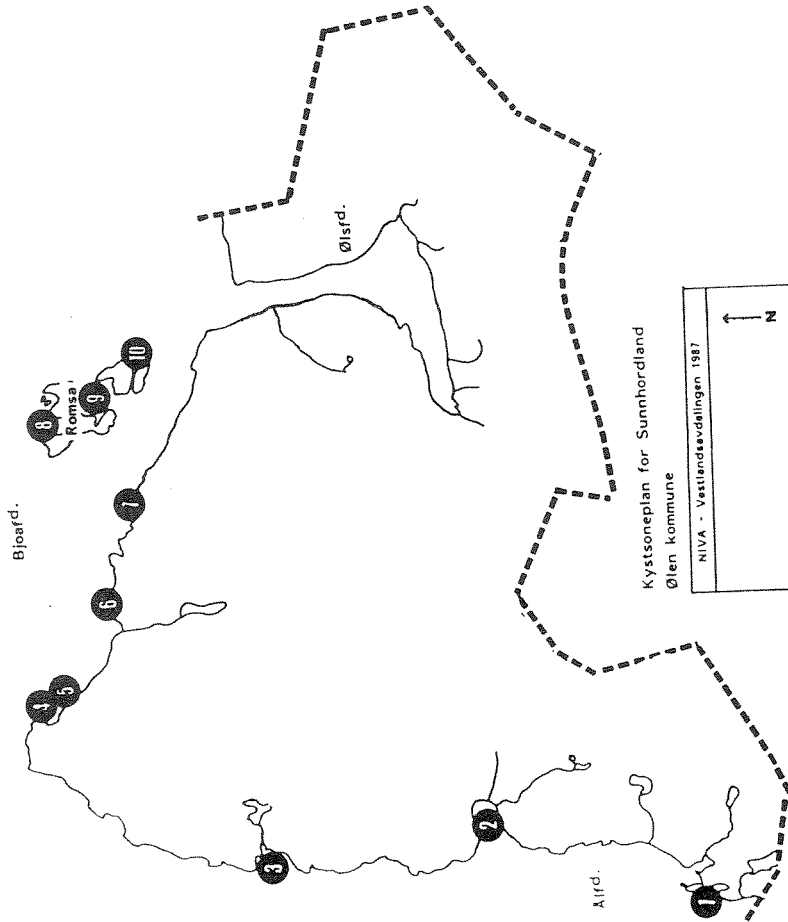 Bjoafd.
8
Romsa
9
10
4
5
6
7
Ølsfd.
3
2
Ålfd.
1
Kystsoneplan for Sunnhordland
Ølen kommune
NIVA - Vestlandsavdelingen 1987
N